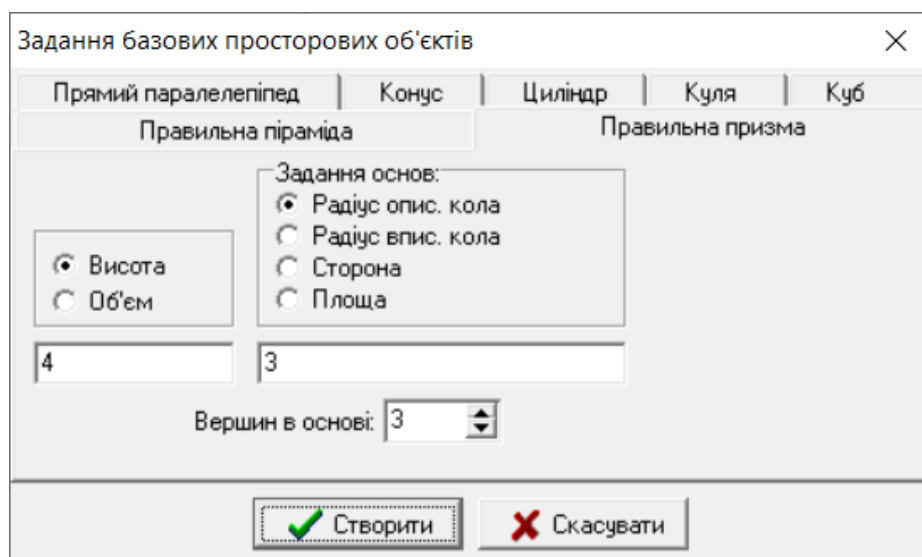 Задання базових просторових об'єктів
Прямий паралелепіпед Конус Циліндр Куля Куб
Правильна піраміда Правильна призма
Задання основ:
Радіус опис. кола
Радіус впис. кола
Висота Сторона
Об'єм Площа
4 3
Вершин в основі: 3
Створити Скасувати